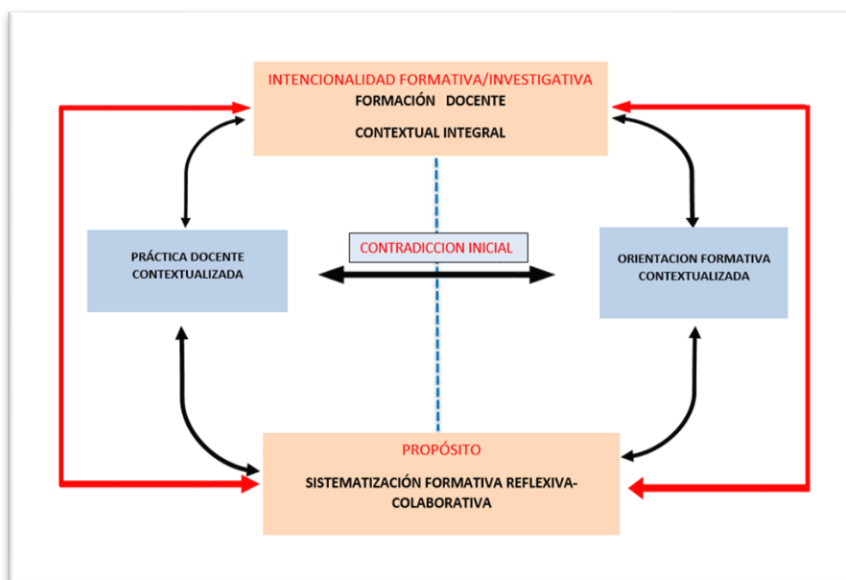 INTENCIONALIDAD FORMATIVA/INVESTIGATIVA
FORMACIÓN DOCENTE
CONTEXTUAL INTEGRAL
CONTRADICCION INICIAL
PRÁCTICA DOCENTE
CONTEXTUALIZADA
ORIENTACION FORMATIVA
CONTEXTUALIZADA
PROPÓSITO
SISTEMATIZACIÓN FORMATIVA REFLEXIVA-
COLABORATIVA